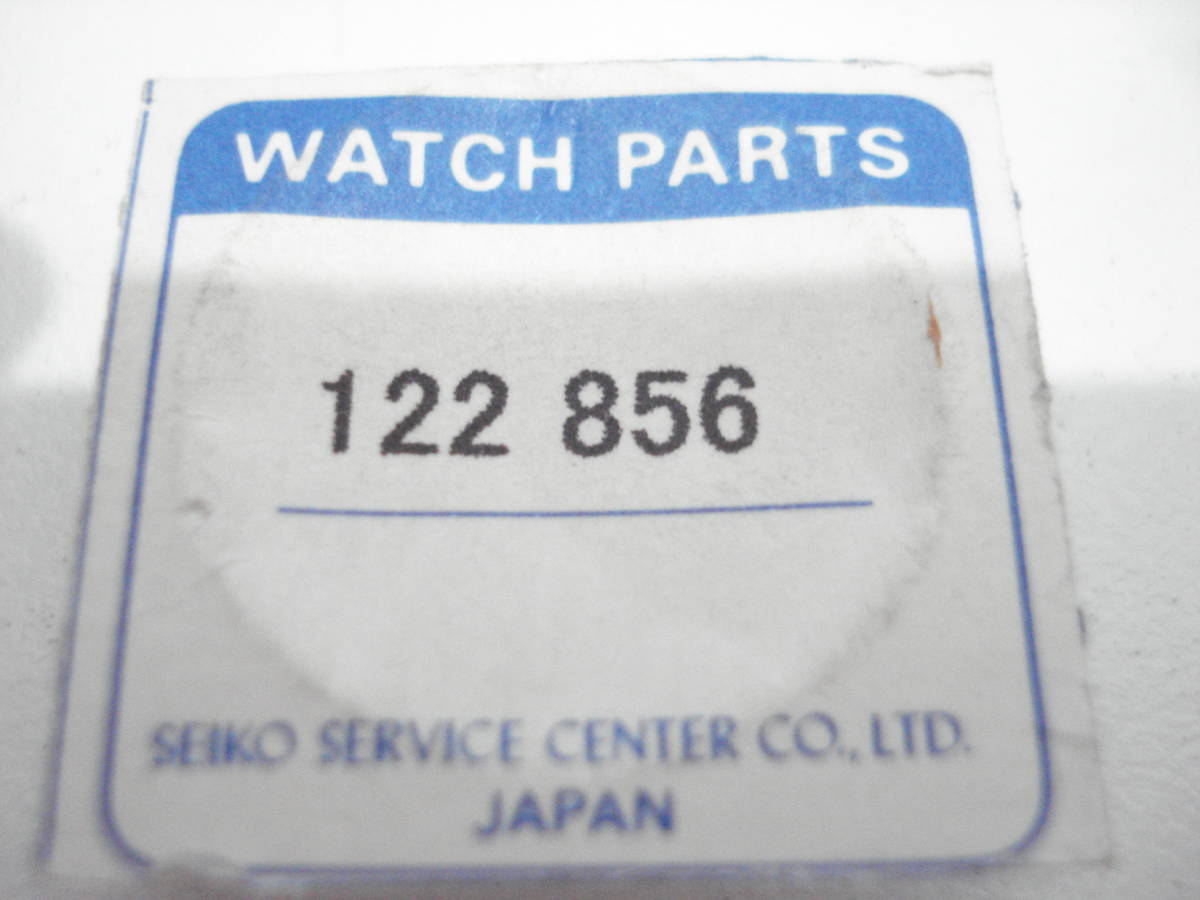 WATCH PARTS
122 856
SEIKO SERVICE CENTER CO., LTD.
JAPAN